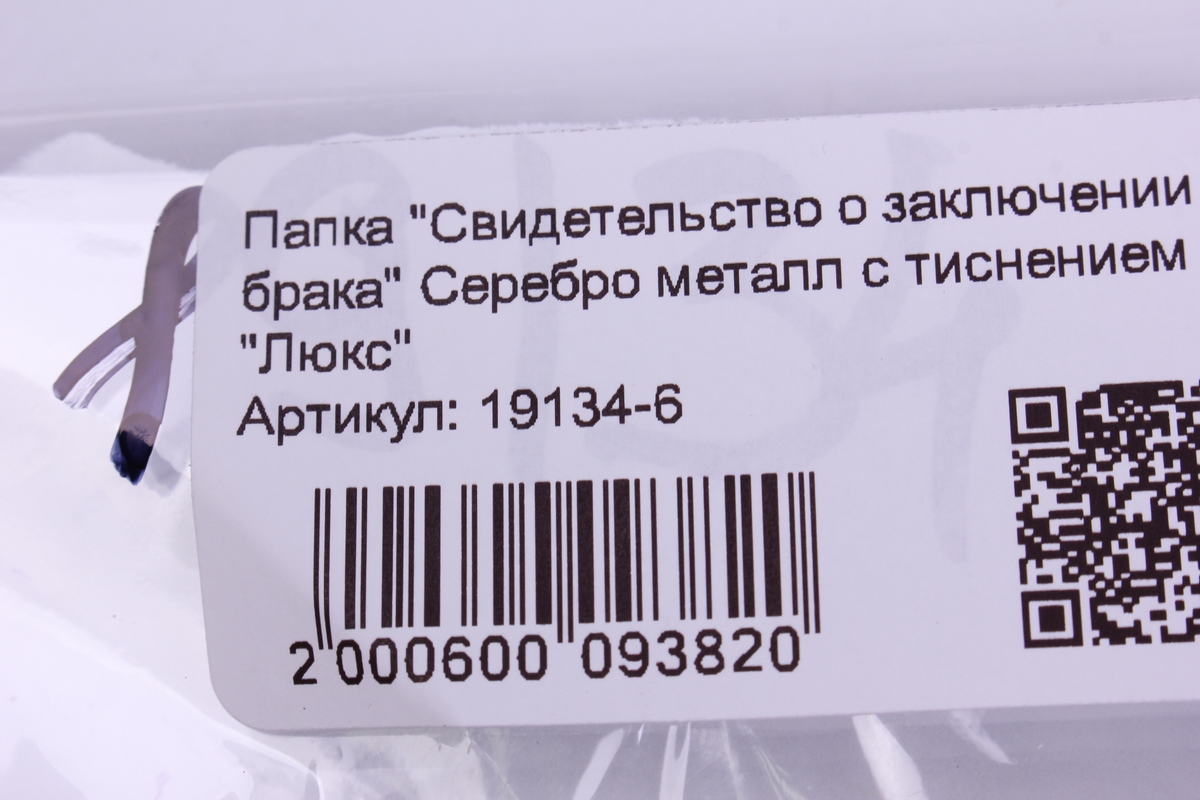 Папка "Свидетельство о заключении
брака" Серебро металл с тиснением
"Люкс"
Артикул: 19134-6
2 000600 093820